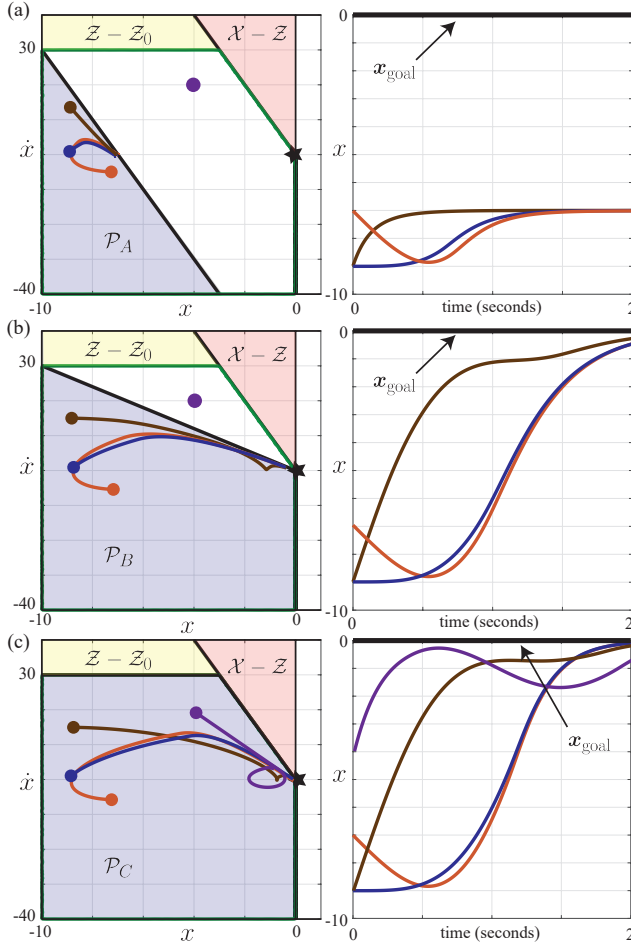 (a)
30
𝒵 − 𝒵₀
𝒳 − 𝒵
ẋ
𝒫_A
-40
-10
x
0
0
x_goal
x
-10
0
time (seconds)
2
(b)
30
𝒵 − 𝒵₀
𝒳 − 𝒵
ẋ
𝒫_B
-40
-10
x
0
0
x_goal
x
-10
0
time (seconds)
2
(c)
30
𝒵 − 𝒵₀
𝒳 − 𝒵
ẋ
𝒫_C
-40
-10
x
0
0
x_goal
x
-10
0
time (seconds)
2